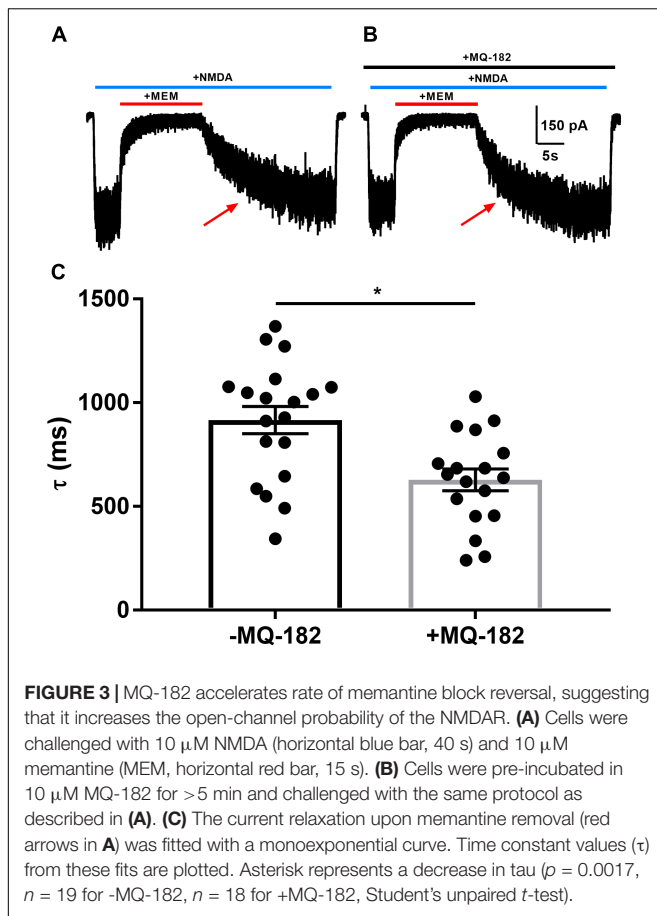 A
B
+MQ-182
+NMDA
+NMDA
+MEM
+MEM
150 pA
5s
C
*
1500
1000
500
0
τ (ms)
-MQ-182
+MQ-182
FIGURE 3 | MQ-182 accelerates rate of memantine block reversal, suggesting
that it increases the open-channel probability of the NMDAR. (A) Cells were
challenged with 10 μM NMDA (horizontal blue bar, 40 s) and 10 μM
memantine (MEM, horizontal red bar, 15 s). (B) Cells were pre-incubated in
10 μM MQ-182 for >5 min and challenged with the same protocol as
described in (A). (C) The current relaxation upon memantine removal (red
arrows in A) was fitted with a monoexponential curve. Time constant values (τ)
from these fits are plotted. Asterisk represents a decrease in tau (p = 0.0017,
n = 19 for -MQ-182, n = 18 for +MQ-182, Student's unpaired t-test).